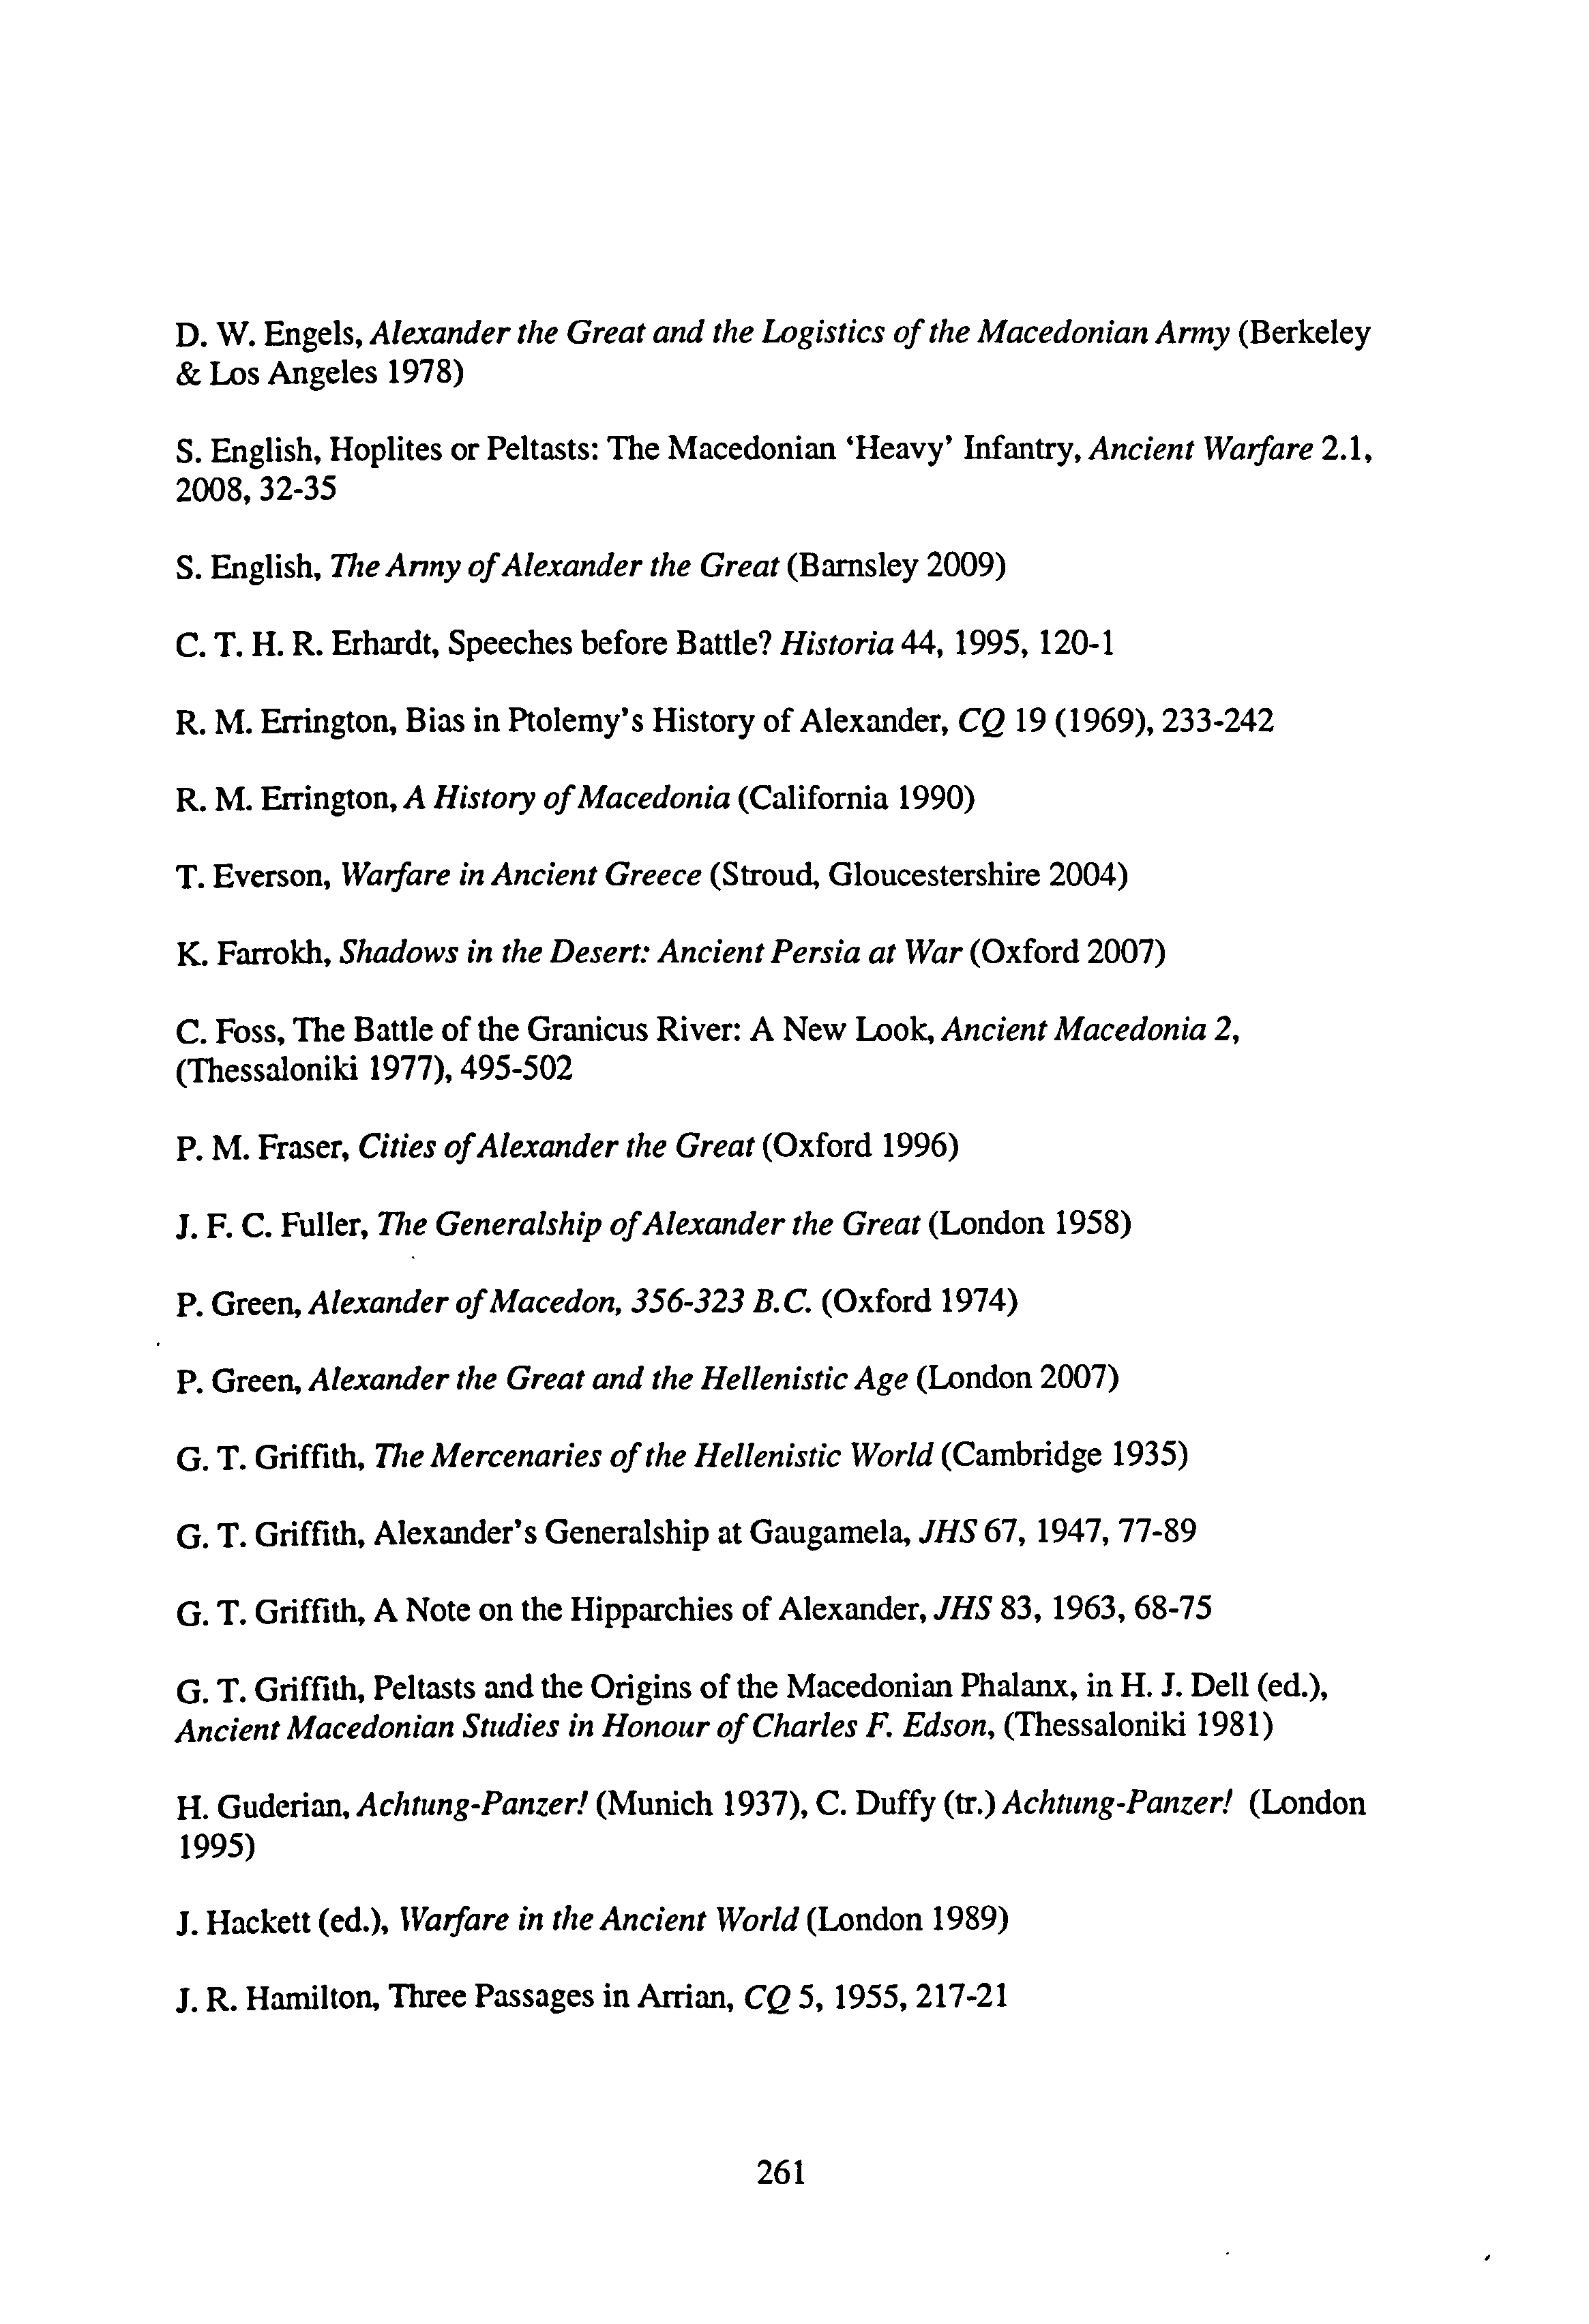 D. W. Engels, Alexander the Great and the Logistics of the Macedonian Army (Berkeley
& Los Angeles 1978)
S. English, Hoplites or Peltasts: The Macedonian ‘Heavy’ Infantry, Ancient Warfare 2.1,
2008, 32-35
S. English, The Army of Alexander the Great (Barnsley 2009)
C. T. H. R. Erhardt, Speeches before Battle? Historia 44, 1995, 120-1
R. M. Errington, Bias in Ptolemy’s History of Alexander, CQ 19 (1969), 233-242
R. M. Errington, A History of Macedonia (California 1990)
T. Everson, Warfare in Ancient Greece (Stroud, Gloucestershire 2004)
K. Farrokh, Shadows in the Desert: Ancient Persia at War (Oxford 2007)
C. Foss, The Battle of the Granicus River: A New Look, Ancient Macedonia 2,
(Thessaloniki 1977), 495-502
P. M. Fraser, Cities of Alexander the Great (Oxford 1996)
J. F. C. Fuller, The Generalship of Alexander the Great (London 1958)
P. Green, Alexander of Macedon, 356-323 B.C. (Oxford 1974)
P. Green, Alexander the Great and the Hellenistic Age (London 2007)
G. T. Griffith, The Mercenaries of the Hellenistic World (Cambridge 1935)
G. T. Griffith, Alexander’s Generalship at Gaugamela, JHS 67, 1947, 77-89
G. T. Griffith, A Note on the Hipparchies of Alexander, JHS 83, 1963, 68-75
G. T. Griffith, Peltasts and the Origins of the Macedonian Phalanx, in H. J. Dell (ed.),
Ancient Macedonian Studies in Honour of Charles F. Edson, (Thessaloniki 1981)
H. Guderian, Achtung-Panzer! (Munich 1937), C. Duffy (tr.) Achtung-Panzer! (London
1995)
J. Hackett (ed.), Warfare in the Ancient World (London 1989)
J. R. Hamilton, Three Passages in Arrian, CQ 5, 1955, 217-21
261